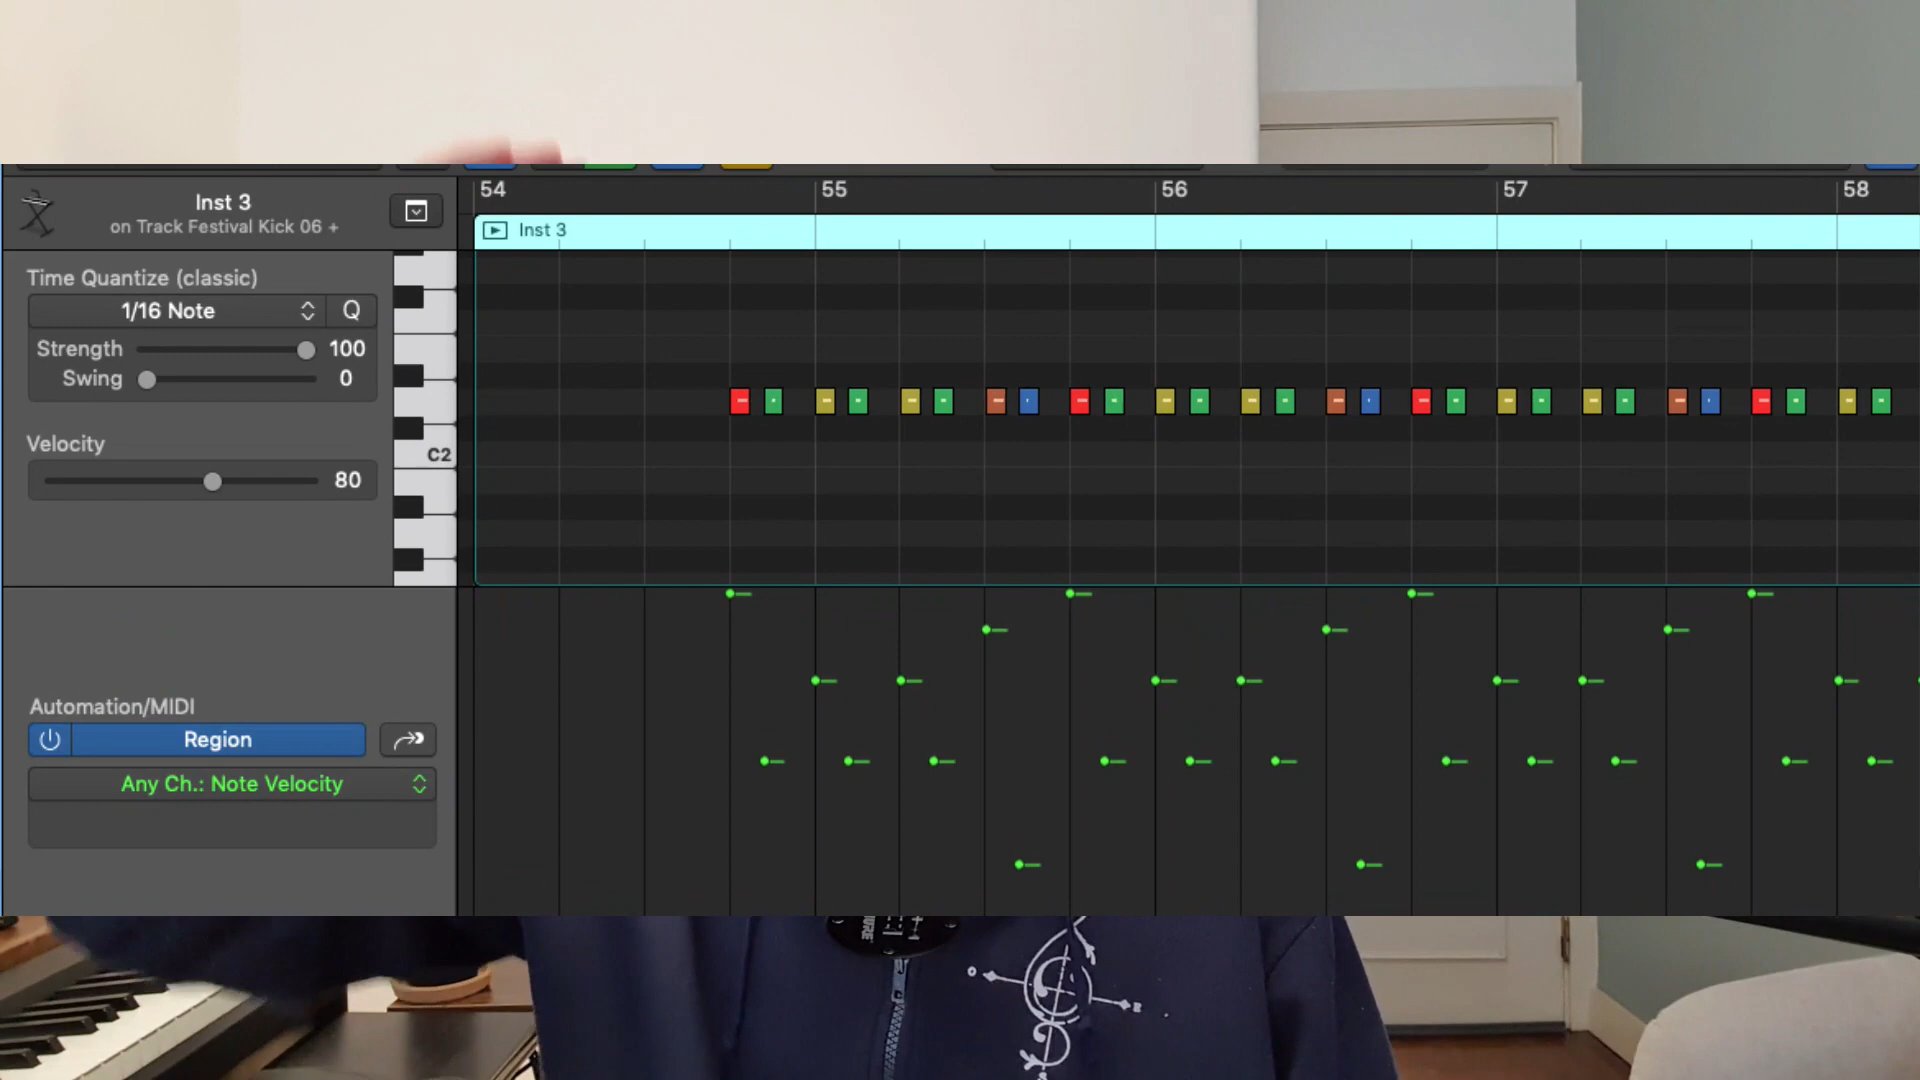 54 55 56 57 58
Inst 3
on Track Festival Kick 06 +
Inst 3
Time Quantize (classic)
1/16 Note Q
Strength 100
Swing 0
Velocity
80
C2
Automation/MIDI
Region
Any Ch.: Note Velocity